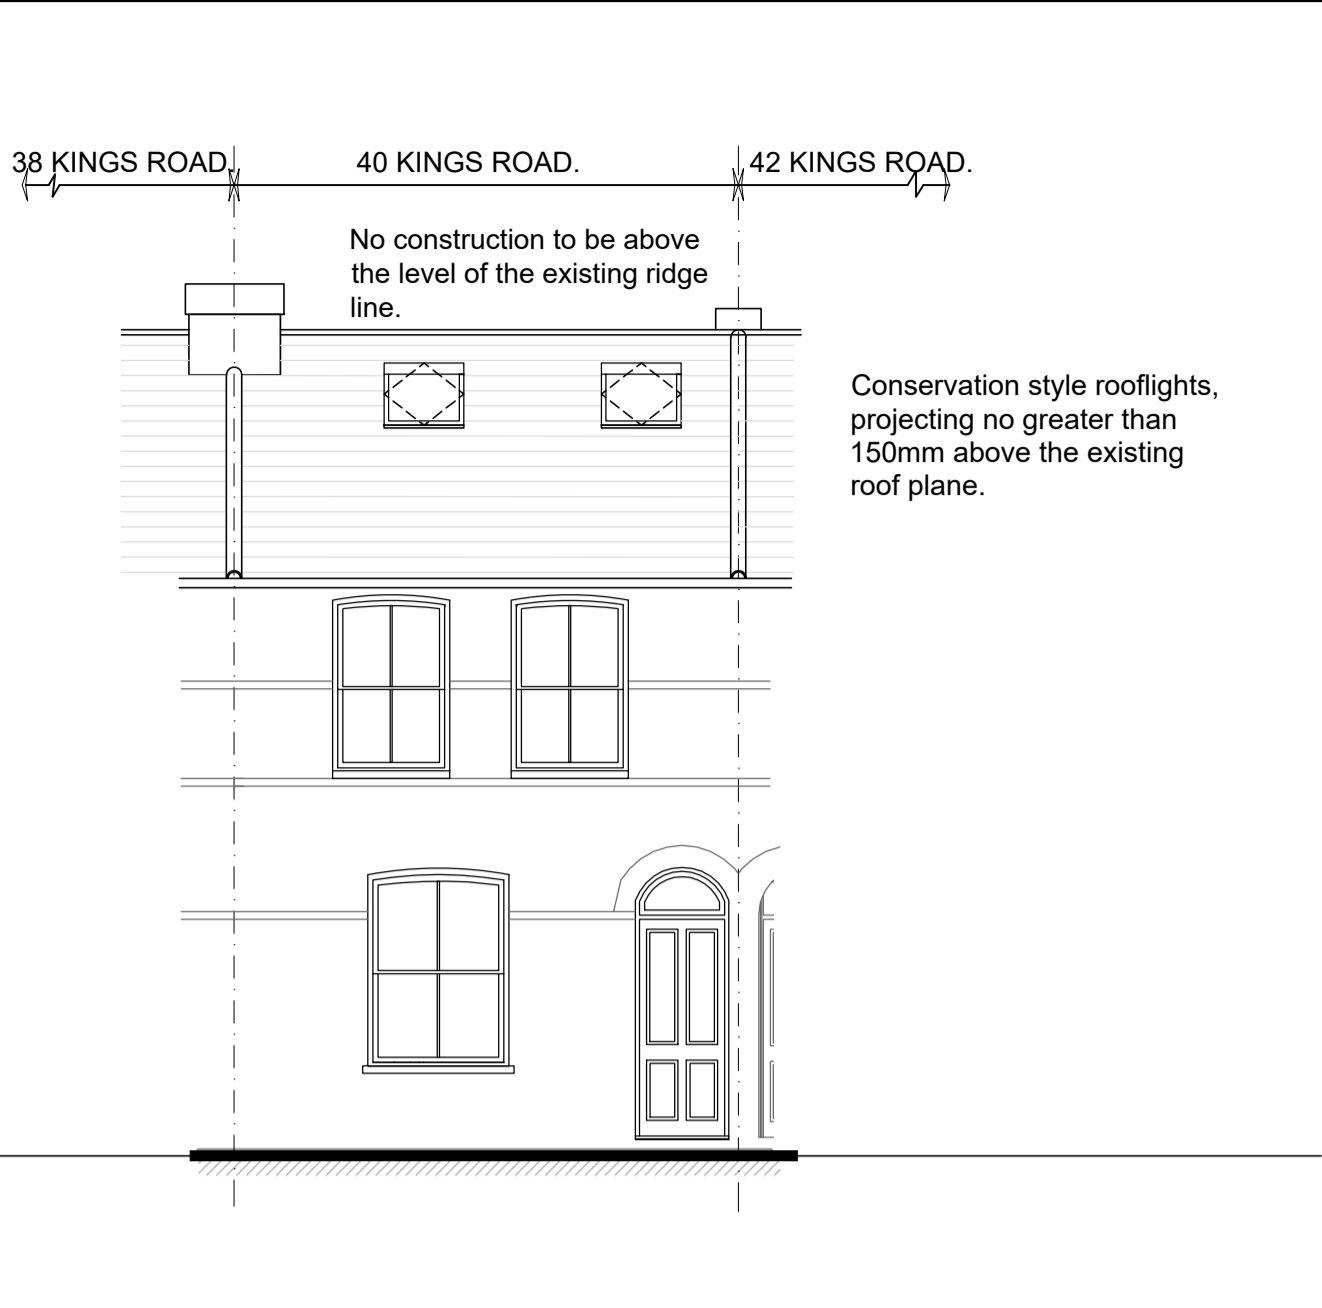 38 KINGS ROAD.
40 KINGS ROAD.
42 KINGS ROAD.
No construction to be above
the level of the existing ridge
line.
Conservation style rooflights,
projecting no greater than
150mm above the existing
roof plane.